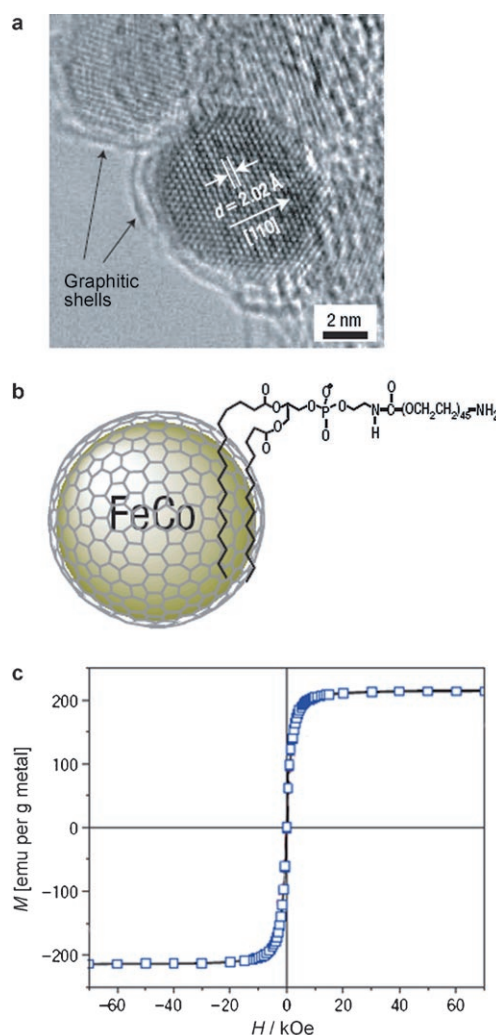 a
d = 2.02 Å
[110]
Graphitic
shells
2 nm
b
O
O
O
O
O
P
O
O
N
H
C
O
OCH₂CH₂)₄₅
NH₂
FeCo
c
M [emu per g metal]
200
100
0
−100
−200
−60 −40 −20 0 20 40 60
H / kOe